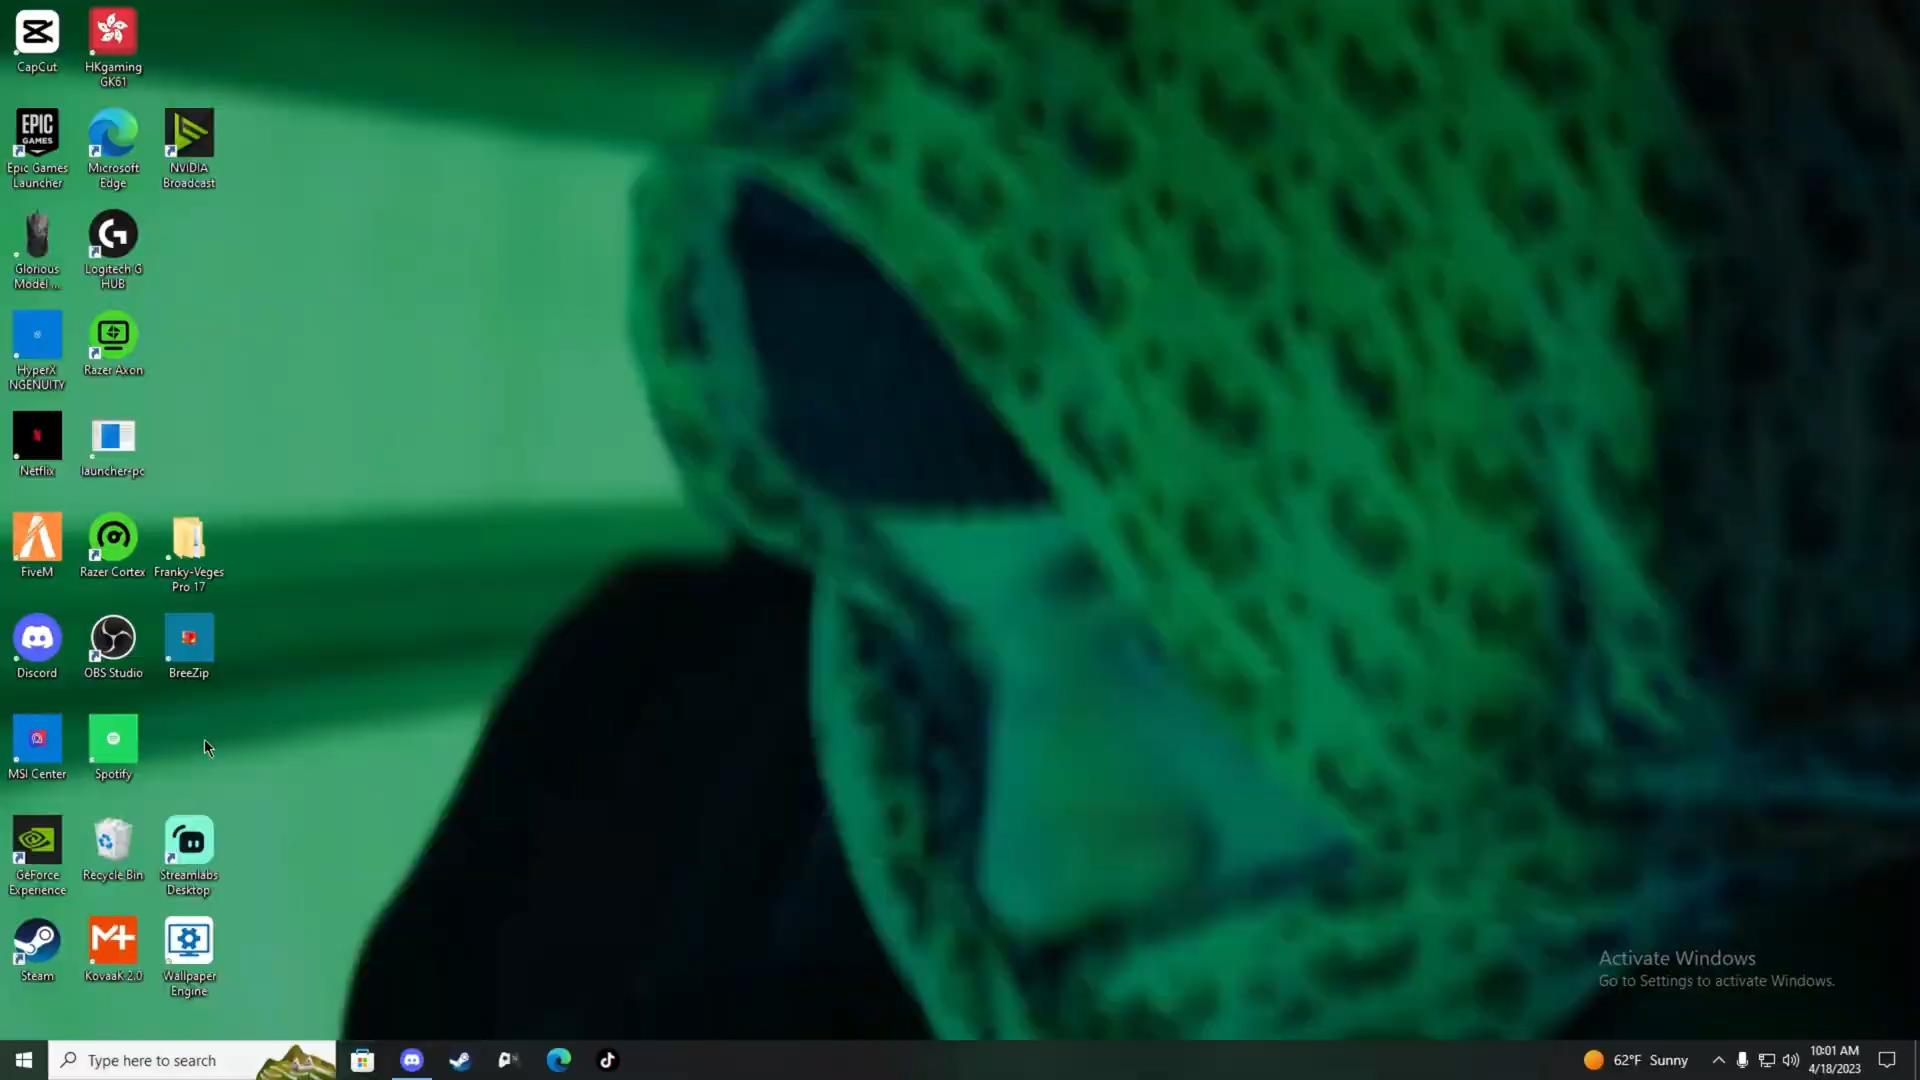 CapCut
HKgaming
GK61
EPIC
GAMES
Epic Games
Launcher
Microsoft
Edge
NVIDIA
Broadcast
Glorious
Model ...
Logitech G
HUB
HyperX
NGENUITY
Razer Axon
Netflix
launcher-pc
FiveM
Razer Cortex
Franky-Veges
Pro 17
Discord
OBS Studio
BreeZip
MSI Center
Spotify
GeForce
Experience
Recycle Bin
Streamlabs
Desktop
Steam
KovaaK 2.0
Wallpaper
Engine
Activate Windows
Go to Settings to activate Windows.
Type here to search
62°F Sunny
10:01 AM
4/18/2023